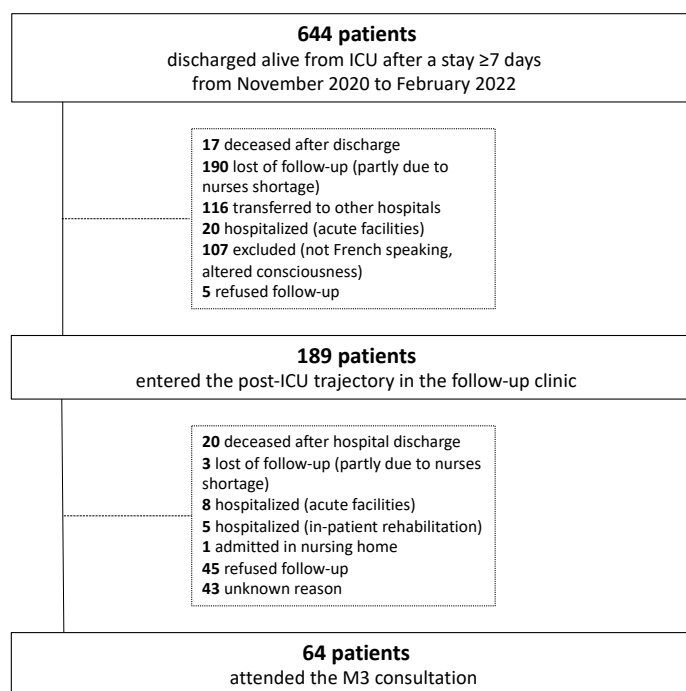 644 patients
discharged alive from ICU after a stay ≥7 days
from November 2020 to February 2022
17 deceased after discharge
190 lost of follow-up (partly due to
nurses shortage)
116 transferred to other hospitals
20 hospitalized (acute facilities)
107 excluded (not French speaking,
altered consciousness)
5 refused follow-up
189 patients
entered the post-ICU trajectory in the follow-up clinic
20 deceased after hospital discharge
3 lost of follow-up (partly due to nurses
shortage)
8 hospitalized (acute facilities)
5 hospitalized (in-patient rehabilitation)
1 admitted in nursing home
45 refused follow-up
43 unknown reason
64 patients
attended the M3 consultation